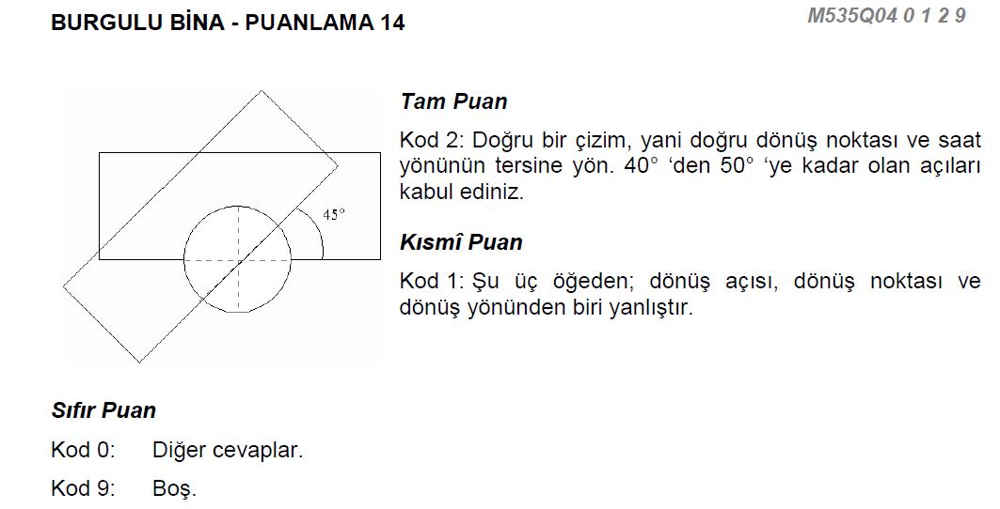 BURGULU BİNA - PUANLAMA 14
M535Q04 0 1 2 9
45°
Tam Puan
Kod 2: Doğru bir çizim, yani doğru dönüş noktası ve saat
yönünün tersine yön. 40° ‘den 50° ‘ye kadar olan açıları
kabul ediniz.
Kısmî Puan
Kod 1: Şu üç öğeden; dönüş açısı, dönüş noktası ve
dönüş yönünden biri yanlıştır.
Sıfır Puan
Kod 0: Diğer cevaplar.
Kod 9: Boş.